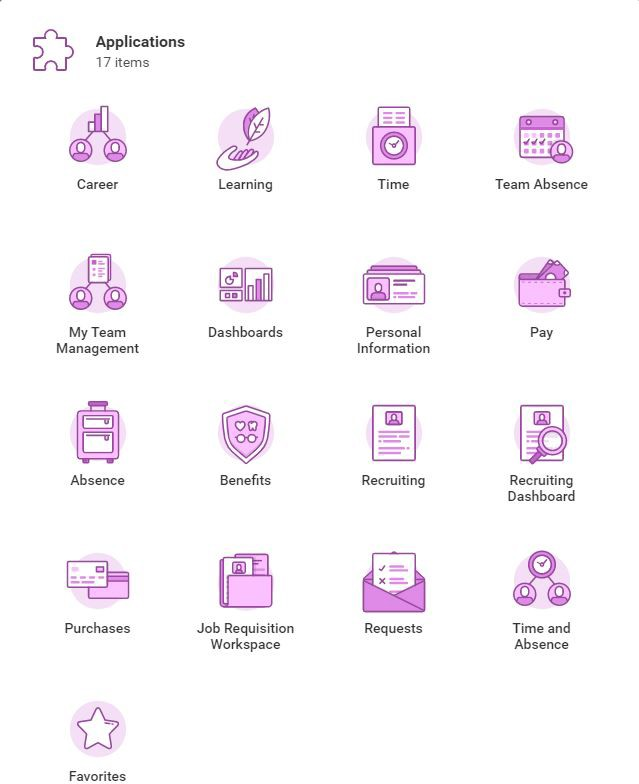 Applications
17 items
Career
Learning
Time
Team Absence
My Team
Management
Dashboards
Personal
Information
Pay
Absence
Benefits
Recruiting
Recruiting
Dashboard
Purchases
Job Requisition
Workspace
Requests
Time and
Absence
Favorites